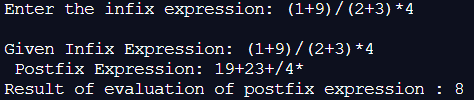 Enter the infix expression: (1+9)/(2+3)*4
Given Infix Expression: (1+9)/(2+3)*4
Postfix Expression: 19+23+/4*
Result of evaluation of postfix expression : 8